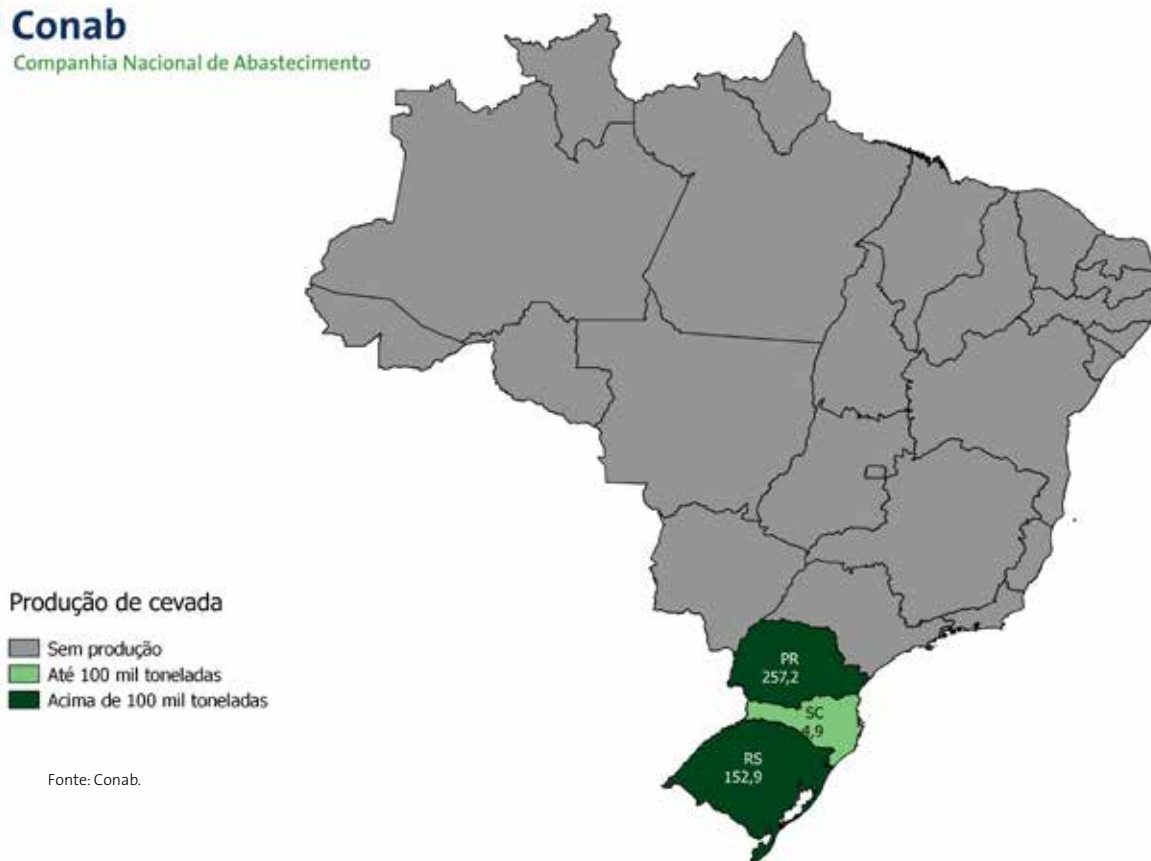 Conab
Companhia Nacional de Abastecimento
PR
257,2
SC
4,9
RS
152,9
Produção de cevada
Sem produção
Até 100 mil toneladas
Acima de 100 mil toneladas
Fonte: Conab.